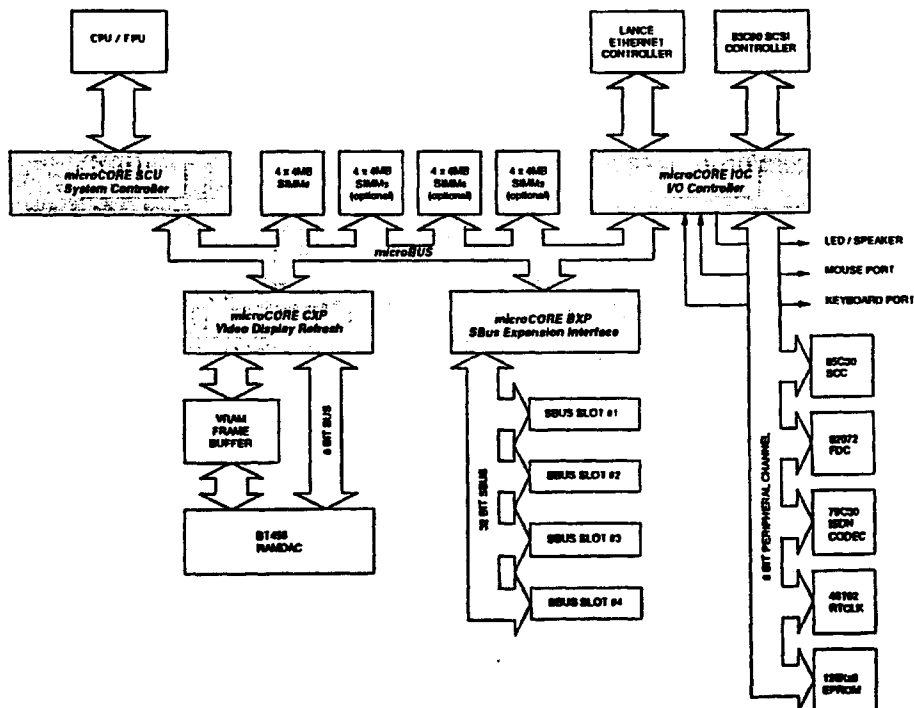 CPU / FPU
LANCE
ETHERNET
CONTROLLER
53C90 SCSI
CONTROLLER
microCORE SCU
System Controller
4 x 4MB
SIMMs
4 x 4MB
SIMMs
(optional)
4 x 4MB
SIMMs
(optional)
4 x 4MB
SIMMs
(optional)
microCORE IOC
I/O Controller
microBUS
LED / SPEAKER
MOUSE PORT
KEYBOARD PORT
microCORE CXP
Video Display Refresh
microCORE BXP
SBus Expansion Interface
VRAM
FRAME
BUFFER
8 BIT BUS
BT458
RAMDAC
32 BIT SBUS
SBUS SLOT #1
SBUS SLOT #2
SBUS SLOT #3
SBUS SLOT #4
8 BIT PERIPHERAL CHANNEL
85C30
SCC
82072
FDC
79C30
ISDN
CODEC
48T02
RTCLK
128Kx8
EPROM